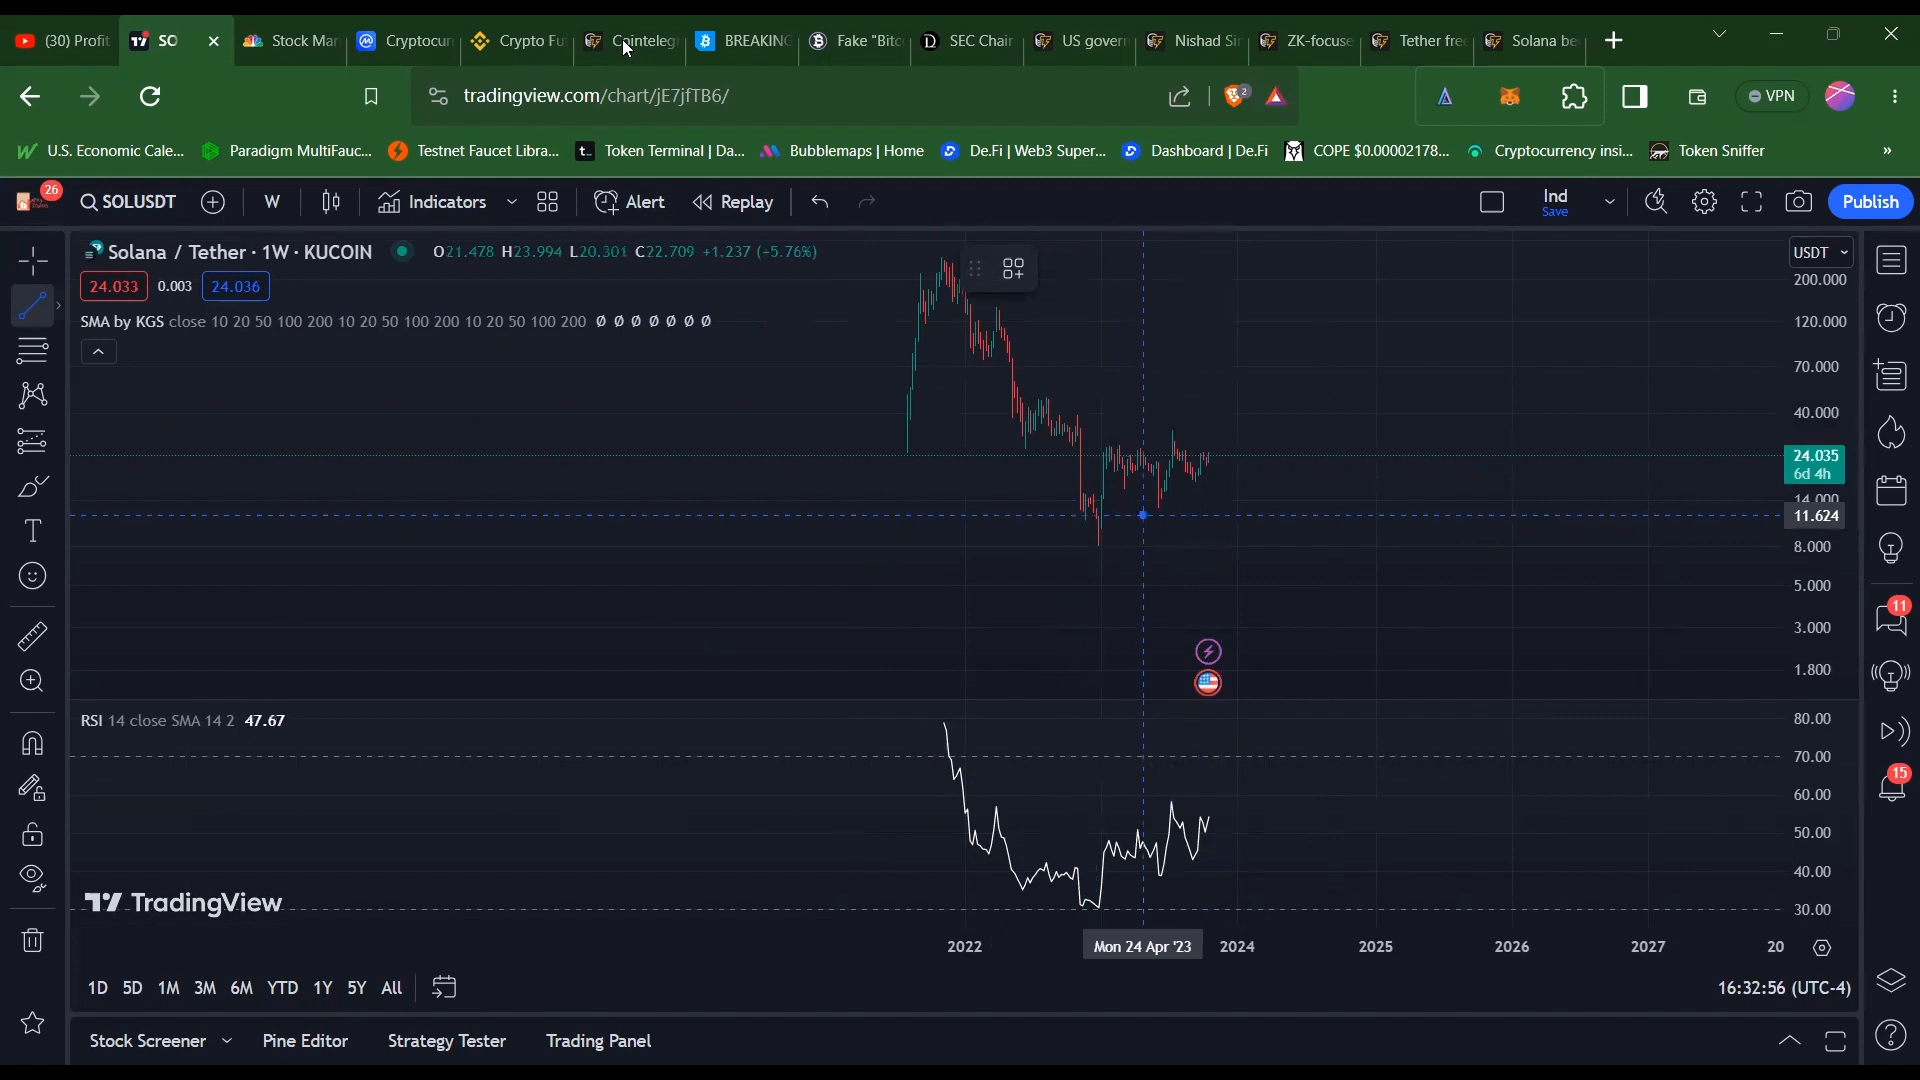 (30) Profit
SO
Stock Mar
Cryptocurr
Crypto Fu
Cointelegr
BREAKING
Fake "Bitc
SEC Chair
US govern
Nishad Si
ZK-focuse
Tether fre
Solana be
tradingview.com/chart/jE7jfTB6/
2
VPN
U.S. Economic Cale...
Paradigm MultiFauc...
Testnet Faucet Libra...
Token Terminal | Da...
Bubblemaps | Home
De.Fi | Web3 Super...
Dashboard | De.Fi
COPE $0.00002178...
Cryptocurrency insi...
Token Sniffer
»
26
SOLUSDT
W
Indicators
Alert
Replay
Ind
Save
Publish
Solana / Tether · 1W · KUCOIN
O21.478 H23.994 L20.301 C22.709 +1.237 (+5.76%)
USDT
24.033
0.003
24.036
200.000
SMA by KGS close 10 20 50 100 200 10 20 50 100 200 10 20 50 100 200 Ø Ø Ø Ø Ø Ø Ø
120.000
70.000
40.000
24.035
6d 4h
14.000
11.624
8.000
5.000
3.000
11
1.800
RSI 14 close SMA 14 2 47.67
80.00
70.00
15
60.00
50.00
40.00
TradingView
30.00
2022
Mon 24 Apr '23
2024
2025
2026
2027
20
1D 5D 1M 3M 6M YTD 1Y 5Y All
16:32:56 (UTC-4)
Stock Screener
Pine Editor
Strategy Tester
Trading Panel